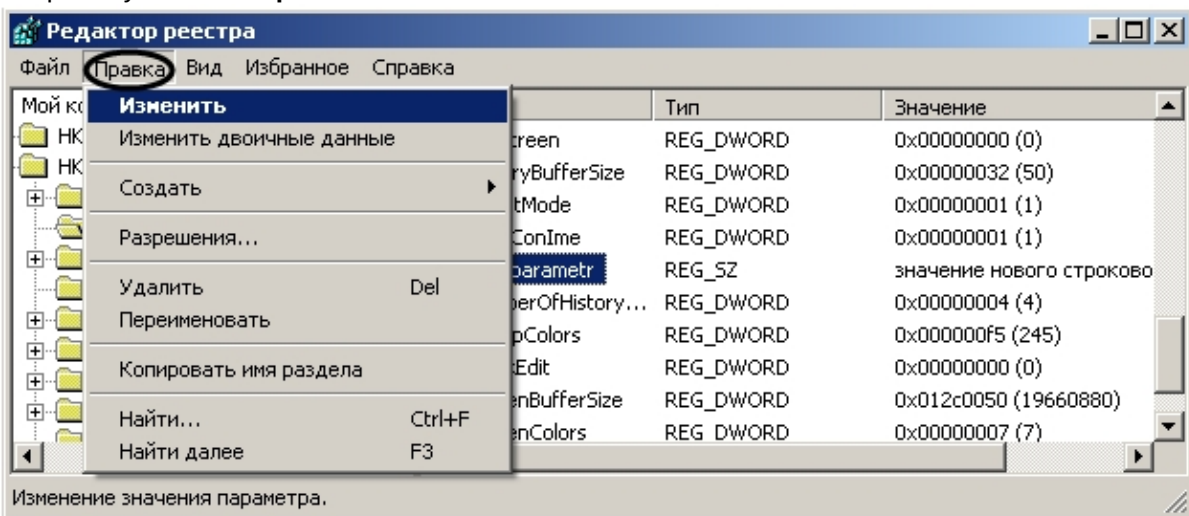 Редактор реестра
Файл Правка Вид Избранное Справка
Мой Тип Значение
Изменить
Изменить двоичные данные
Создать
Разрешения...
Удалить Del
Переименовать
Копировать имя раздела
Найти... Ctrl+F
Найти далее F3
HK creen REG_DWORD 0x00000000 (0)
HK ryBufferSize REG_DWORD 0x00000032 (50)
tMode REG_DWORD 0x00000001 (1)
ConIme REG_DWORD 0x00000001 (1)
parametr REG_SZ значение нового строково
berOfHistory... REG_DWORD 0x00000004 (4)
pColors REG_DWORD 0x000000f5 (245)
Edit REG_DWORD 0x00000000 (0)
enBufferSize REG_DWORD 0x012c0050 (19660880)
enColors REG_DWORD 0x00000007 (7)
Изменение значения параметра.